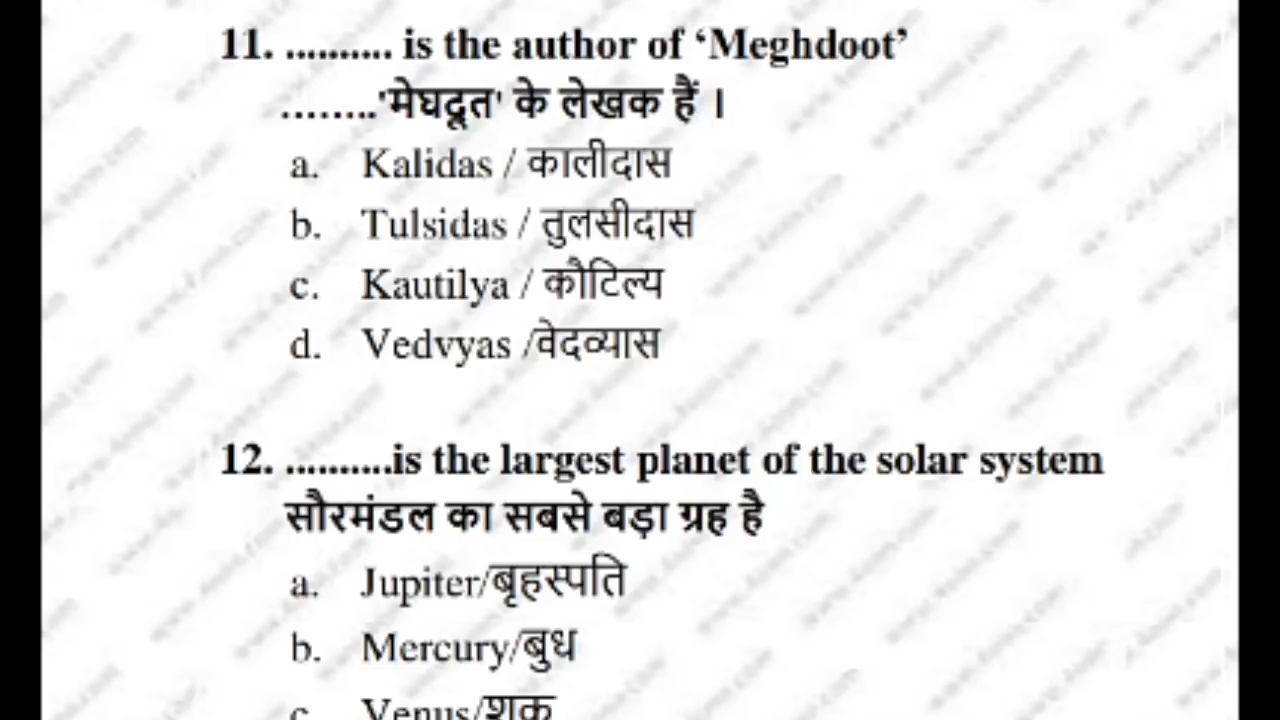 11. .......... is the author of ‘Meghdoot’
........'मेघदूत' के लेखक हैं ।
a. Kalidas / कालीदास
b. Tulsidas / तुलसीदास
c. Kautilya / कौटिल्य
d. Vedvyas /वेदव्यास
12. ..........is the largest planet of the solar system
सौरमंडल का सबसे बड़ा ग्रह है
a. Jupiter/बृहस्पति
b. Mercury/बुध
c. Venus/शुक्र